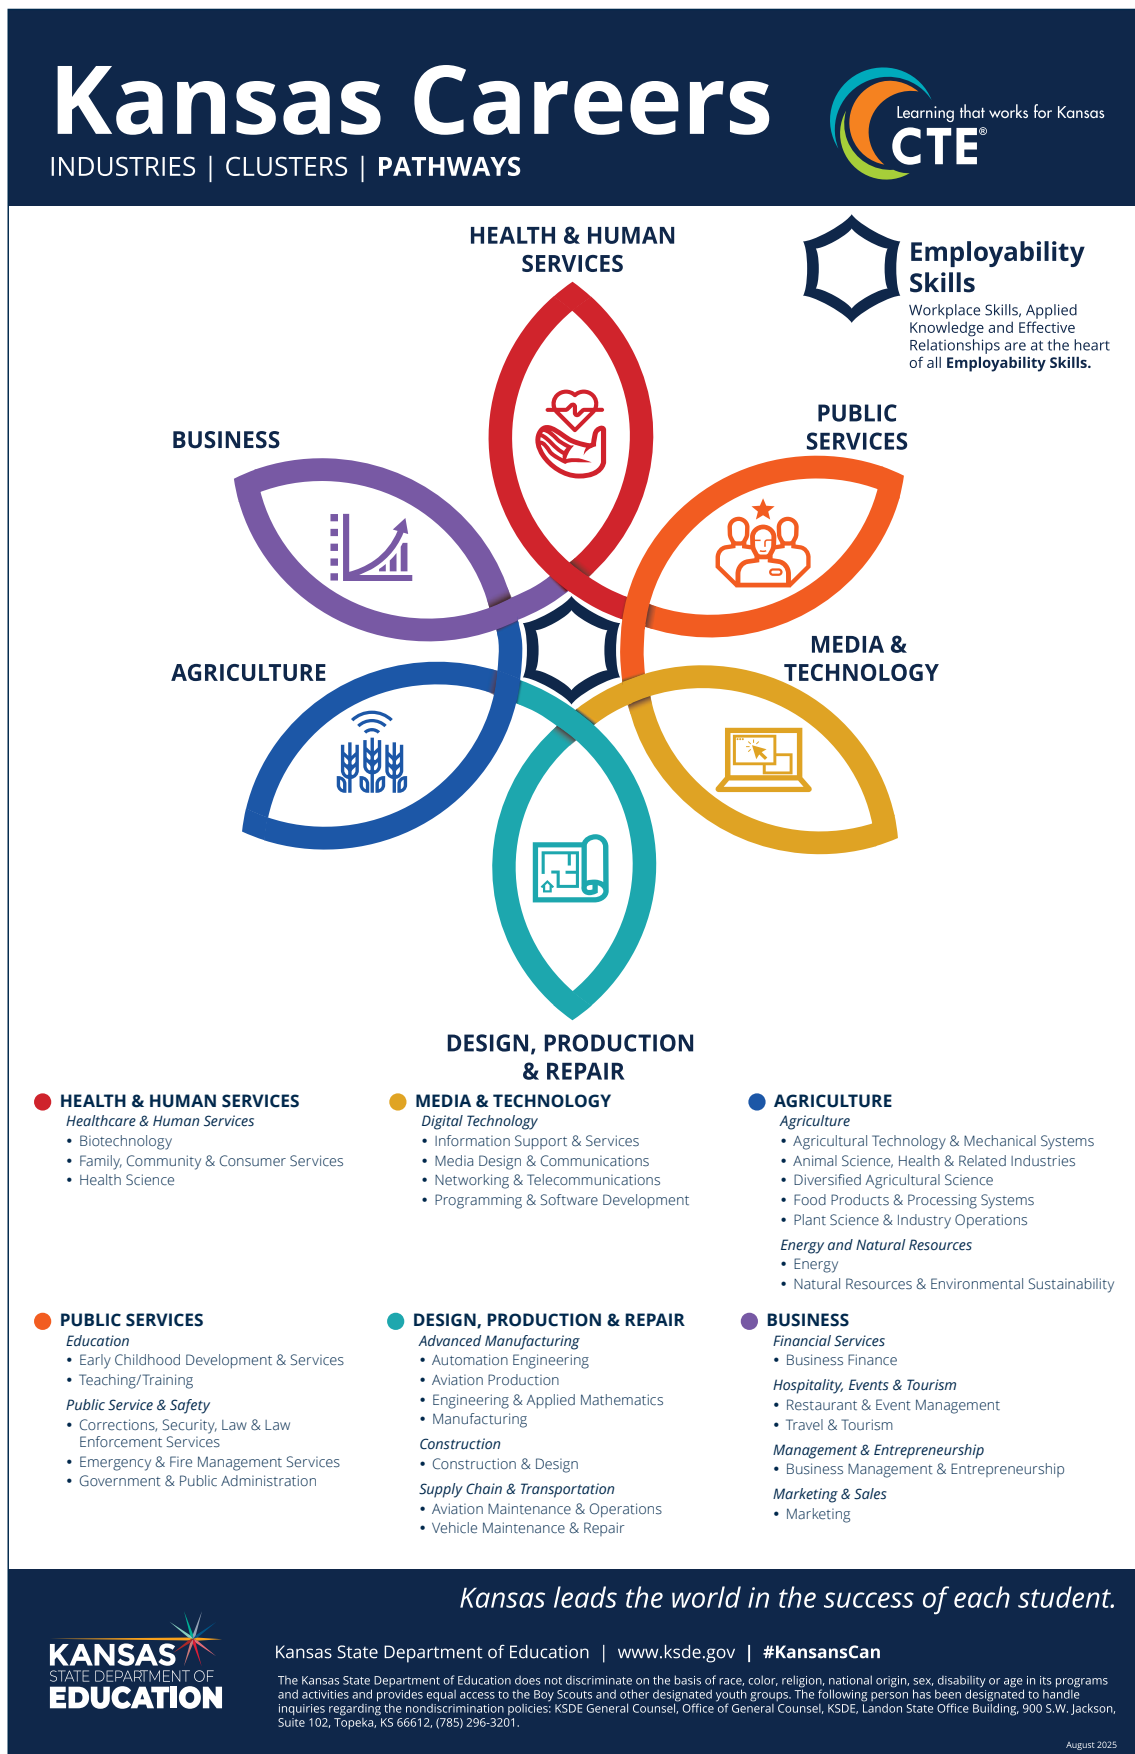 Kansas Careers
INDUSTRIES | CLUSTERS | PATHWAYS
Learning that works for Kansas
CTE®
HEALTH & HUMAN
SERVICES
Employability
Skills
Workplace Skills, Applied
Knowledge and Effective
Relationships are at the heart
of all Employability Skills.
BUSINESS
PUBLIC
SERVICES
AGRICULTURE
MEDIA &
TECHNOLOGY
DESIGN, PRODUCTION
& REPAIR
HEALTH & HUMAN SERVICES
Healthcare & Human Services
• Biotechnology
• Family, Community & Consumer Services
• Health Science
MEDIA & TECHNOLOGY
Digital Technology
• Information Support & Services
• Media Design & Communications
• Networking & Telecommunications
• Programming & Software Development
AGRICULTURE
Agriculture
• Agricultural Technology & Mechanical Systems
• Animal Science, Health & Related Industries
• Diversified Agricultural Science
• Food Products & Processing Systems
• Plant Science & Industry Operations
Energy and Natural Resources
• Energy
• Natural Resources & Environmental Sustainability
PUBLIC SERVICES
Education
• Early Childhood Development & Services
• Teaching/Training
Public Service & Safety
• Corrections, Security, Law & Law
Enforcement Services
• Emergency & Fire Management Services
• Government & Public Administration
DESIGN, PRODUCTION & REPAIR
Advanced Manufacturing
• Automation Engineering
• Aviation Production
• Engineering & Applied Mathematics
• Manufacturing
Construction
• Construction & Design
Supply Chain & Transportation
• Aviation Maintenance & Operations
• Vehicle Maintenance & Repair
BUSINESS
Financial Services
• Business Finance
Hospitality, Events & Tourism
• Restaurant & Event Management
• Travel & Tourism
Management & Entrepreneurship
• Business Management & Entrepreneurship
Marketing & Sales
• Marketing
Kansas leads the world in the success of each student.
KANSAS
STATE DEPARTMENT OF
EDUCATION
Kansas State Department of Education | www.ksde.gov | #KansansCan
The Kansas State Department of Education does not discriminate on the basis of race, color, religion, national origin, sex, disability or age in its programs
and activities and provides equal access to the Boy Scouts and other designated youth groups. The following person has been designated to handle
inquiries regarding the nondiscrimination policies: KSDE General Counsel, Office of General Counsel, KSDE, Landon State Office Building, 900 S.W. Jackson,
Suite 102, Topeka, KS 66612, (785) 296-3201.
August 2025